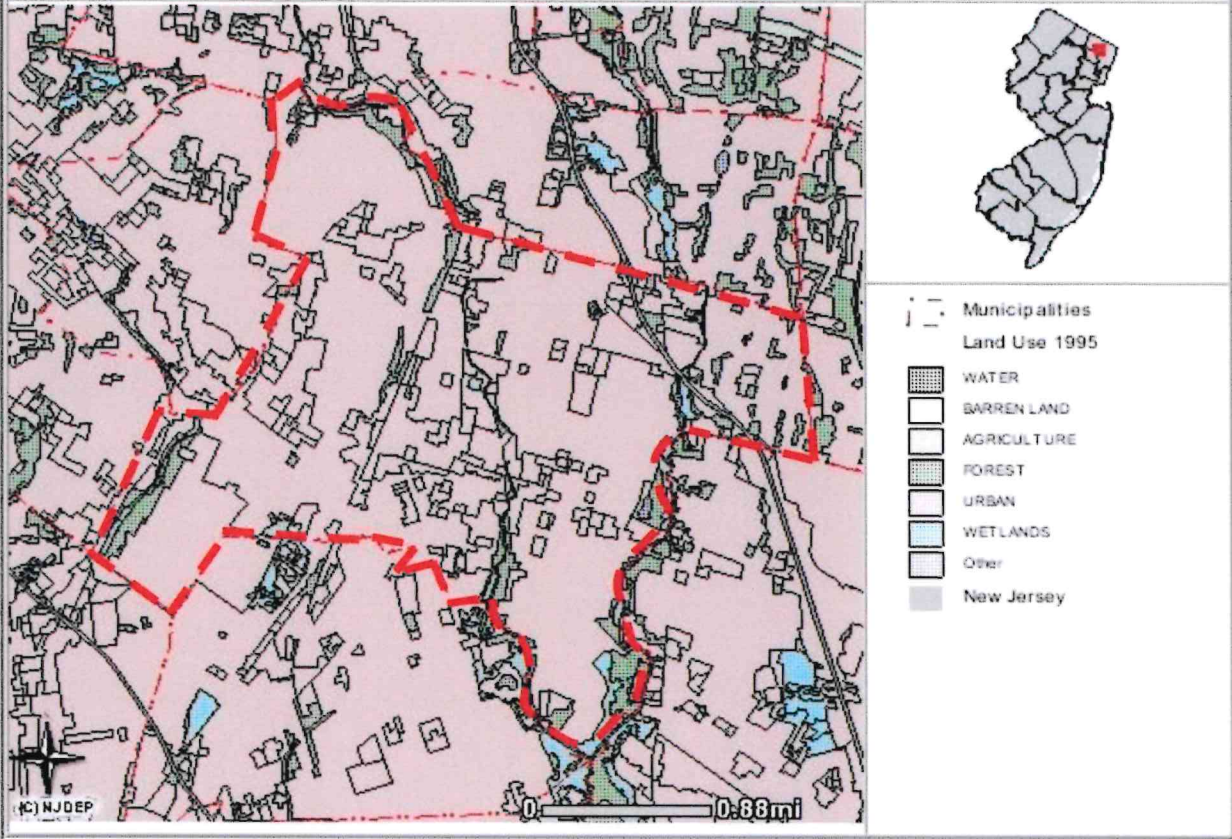 Municipalities
Land Use 1995
WATER
BARREN LAND
AGRICULTURE
FOREST
URBAN
WETLANDS
Other
New Jersey
(C) NJDEP
0 0.88mi